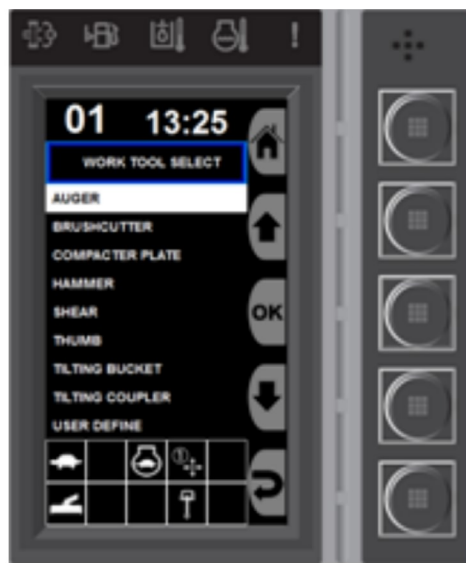 01 13:25
WORK TOOL SELECT
AUGER
BRUSHCUTTER
COMPACTER PLATE
HAMMER
SHEAR
OK
THUMB
TILTING BUCKET
TILTING COUPLER
USER DEFINE